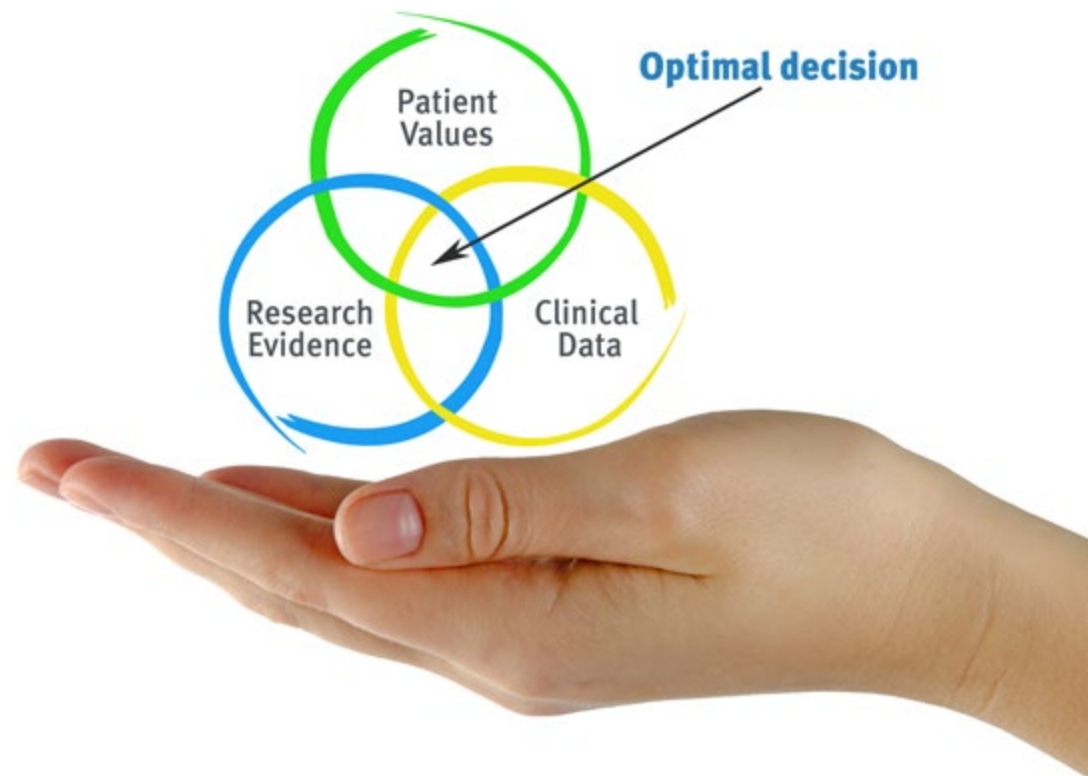 Optimal decision
Patient
Values
Research
Evidence
Clinical
Data